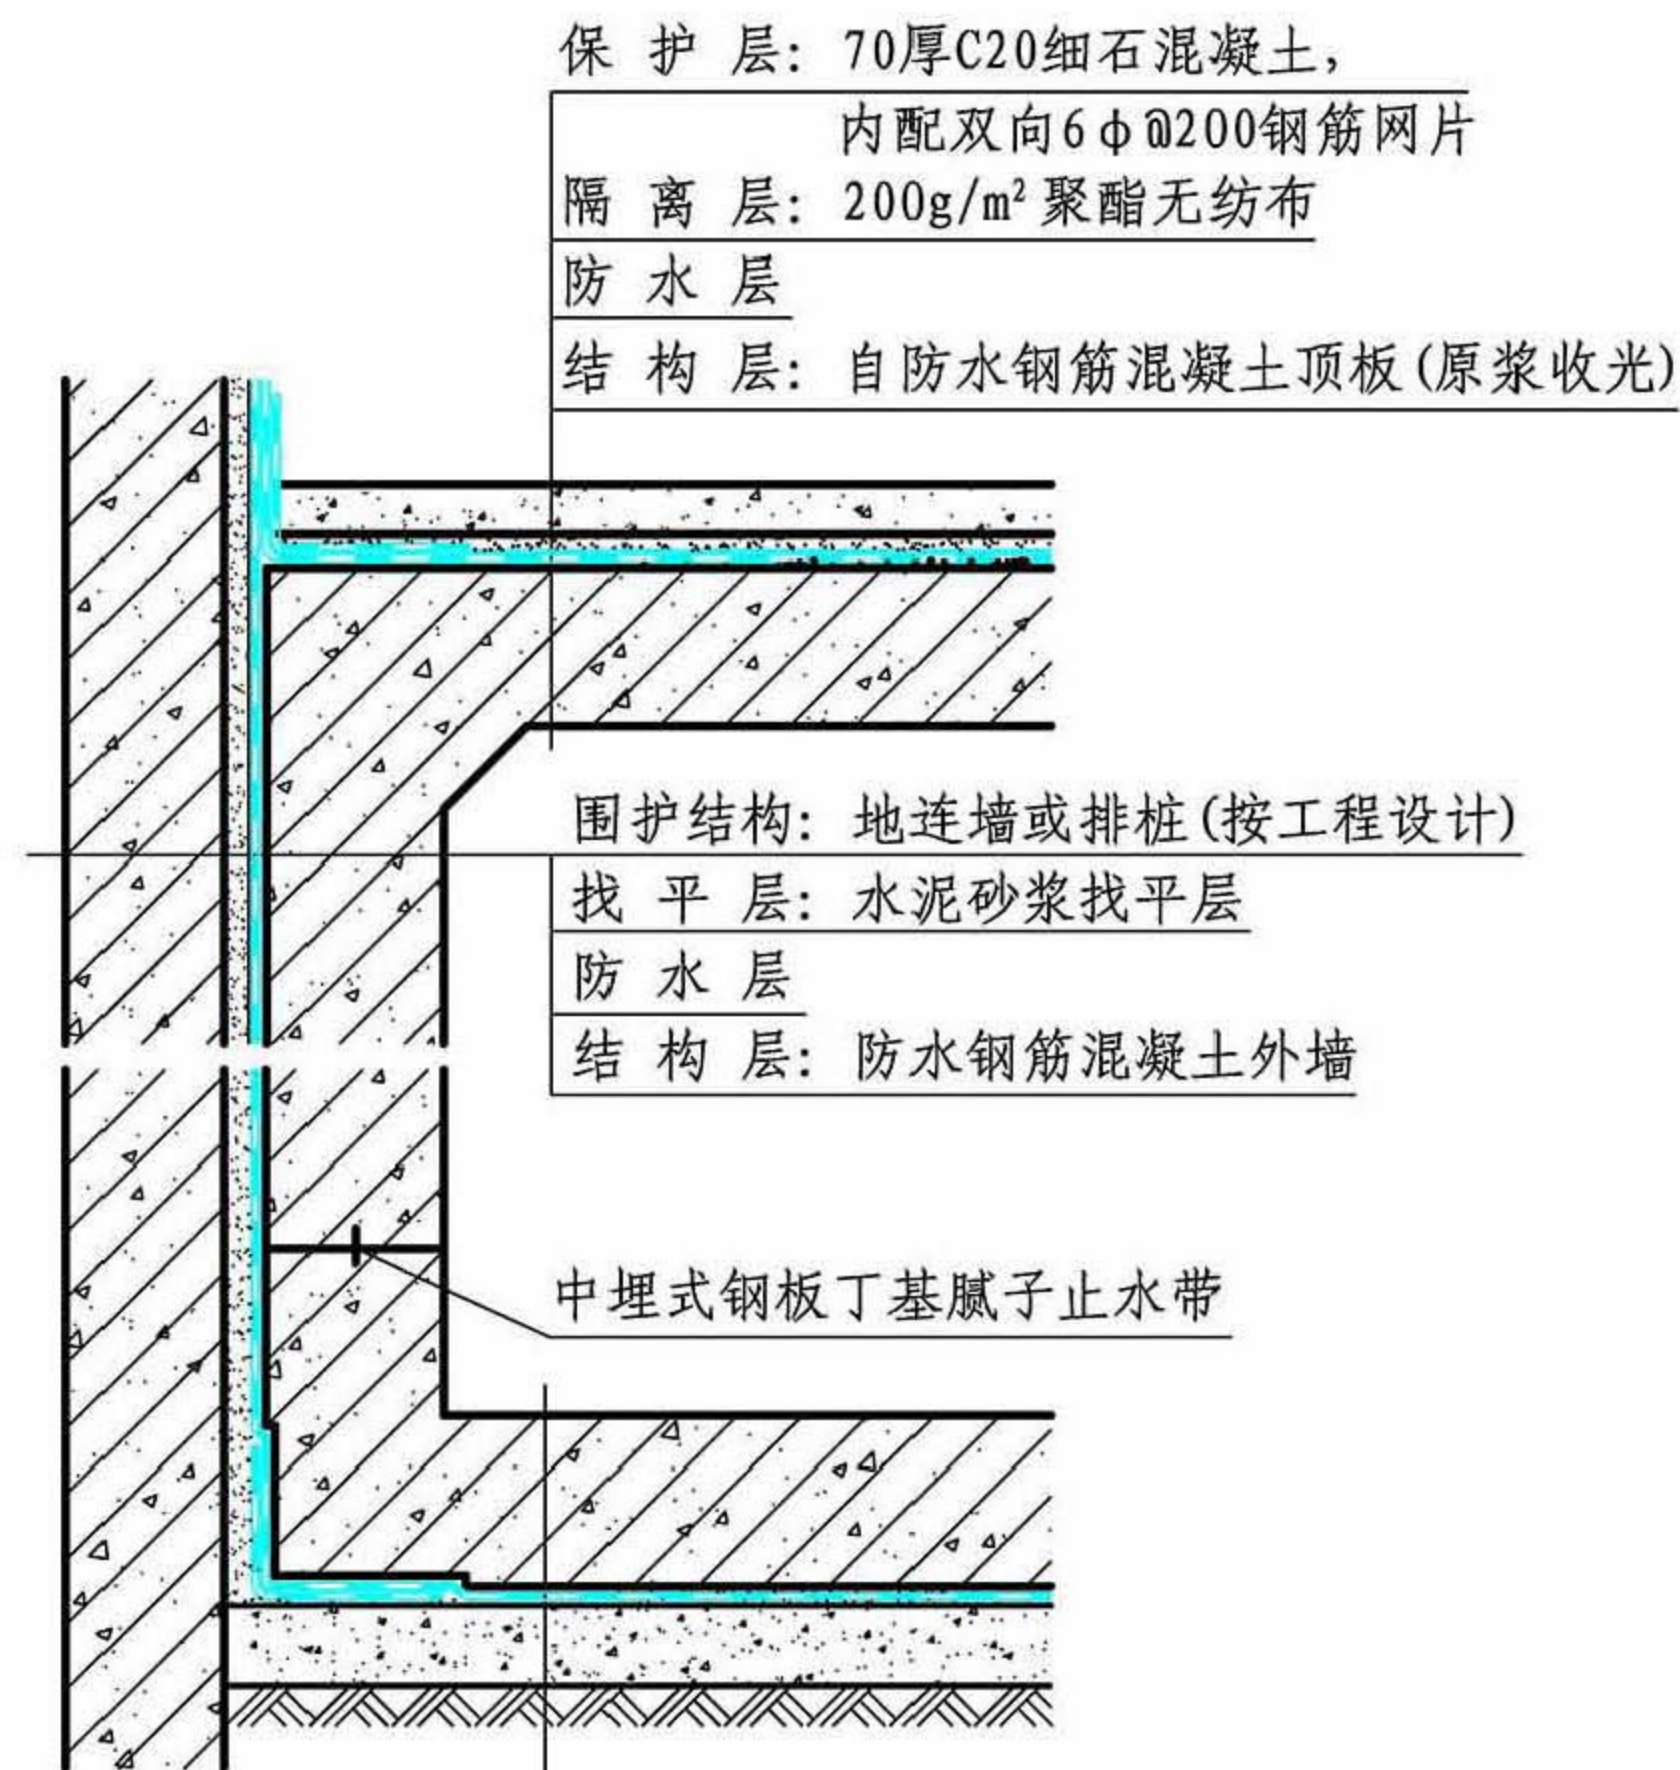 保护层：70厚C20细石混凝土，
内配双向6φ@200钢筋网片
隔离层：200g/m²聚酯无纺布
防水层
结构层：自防水钢筋混凝土顶板(原浆收光)
围护结构：地连墙或排桩(按工程设计)
找平层：水泥砂浆找平层
防水层
结构层：防水钢筋混凝土外墙
中埋式钢板丁基腻子止水带